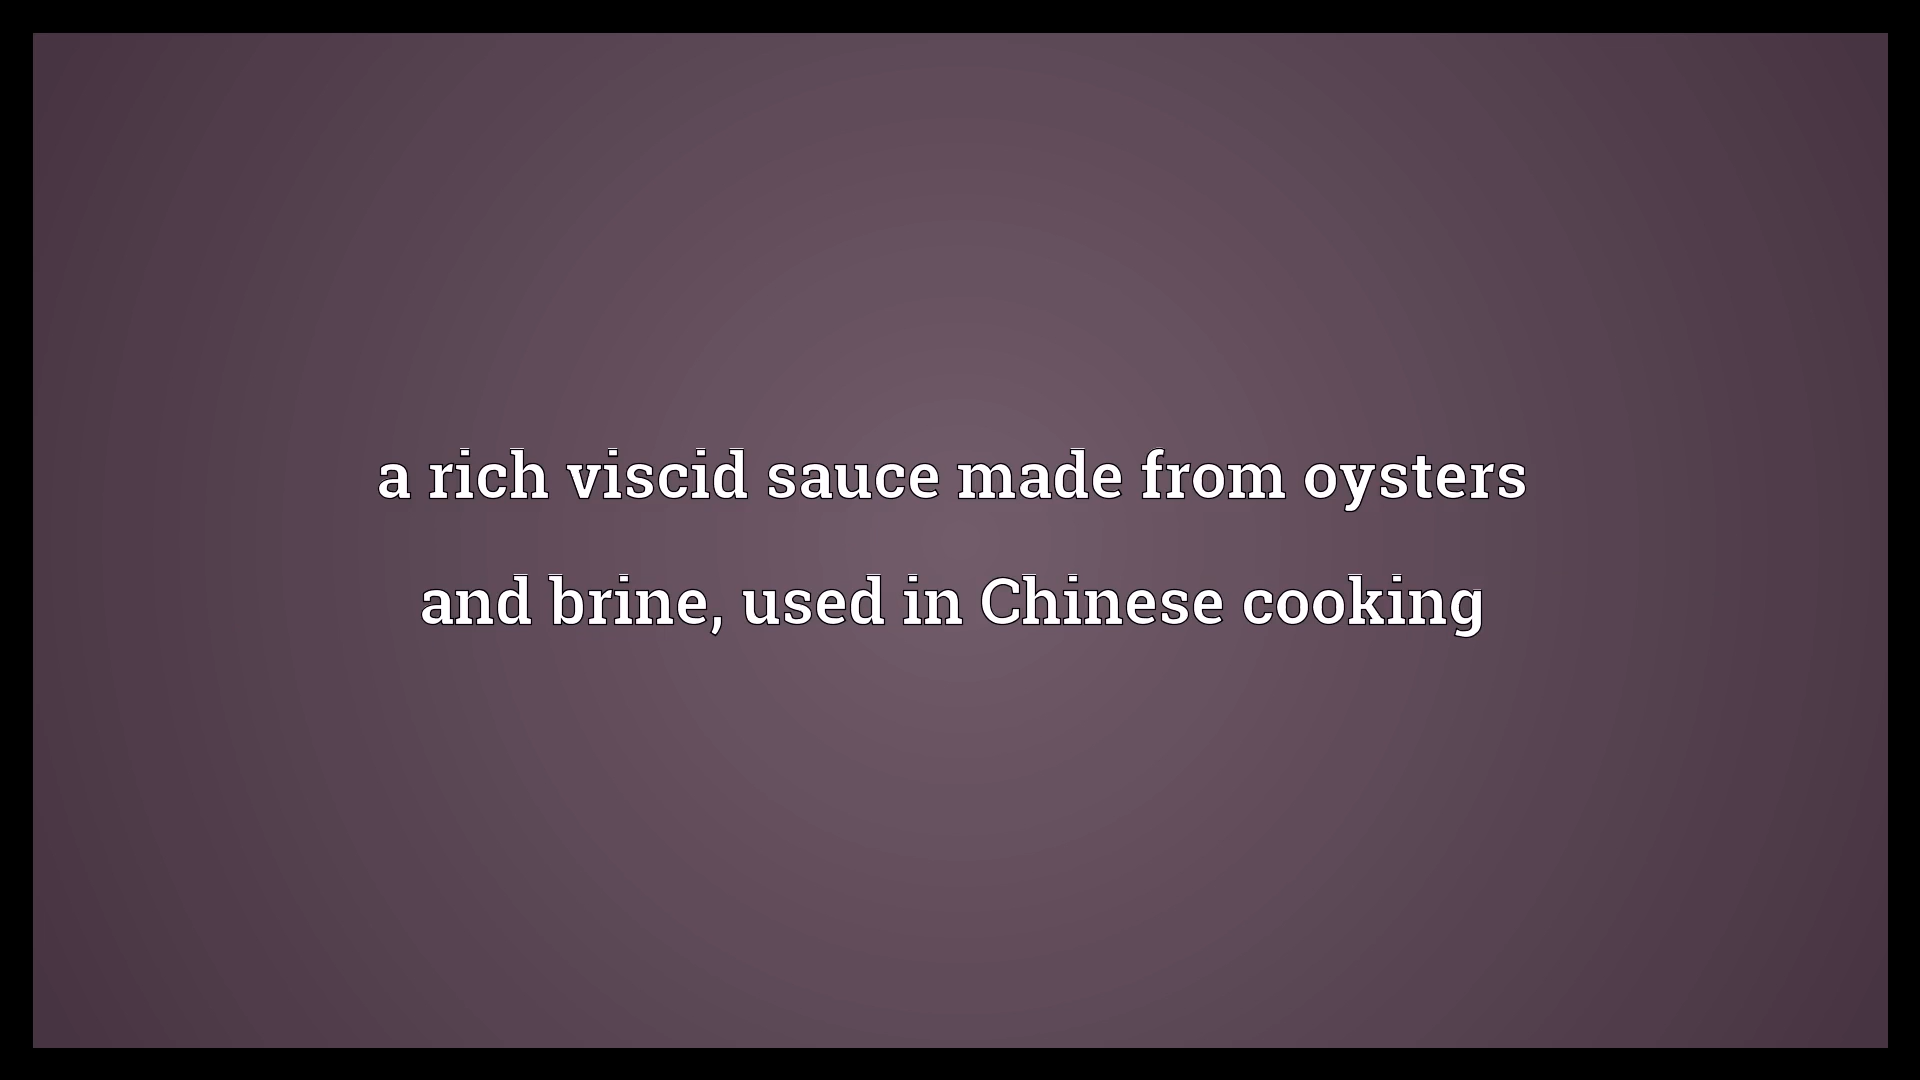 a rich viscid sauce made from oysters
and brine, used in Chinese cooking